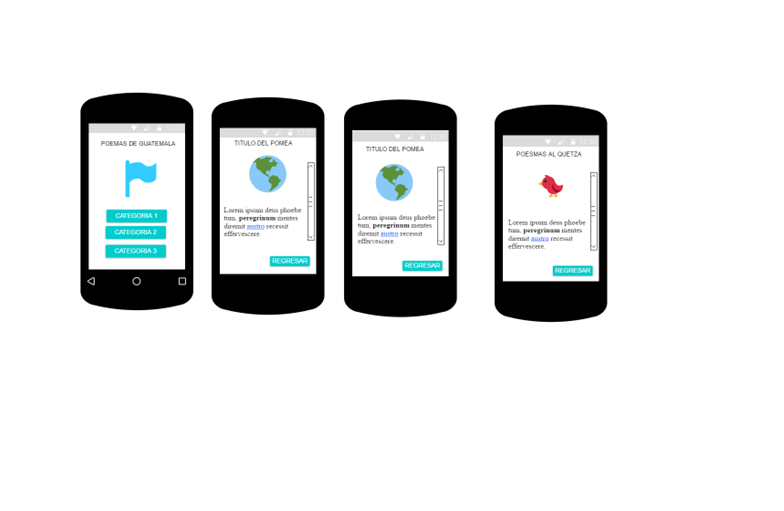 POEMAS DE GUATEMALA
CATEGORIA 1
CATEGORIA 2
CATEGORIA 3
TITULO DEL POMEA
Lorem ipsum deus phoebe
tum, peregrinum mentes
diremit austro recessit
effervescere.
REGRESAR
TITULO DEL POMEA
Lorem ipsum deus phoebe
tum, peregrinum mentes
diremit austro recessit
effervescere.
REGRESAR
POESMAS AL QUETZA
Lorem ipsum deus phoebe
tum, peregrinum mentes
diremit austro recessit
effervescere.
REGRESAR